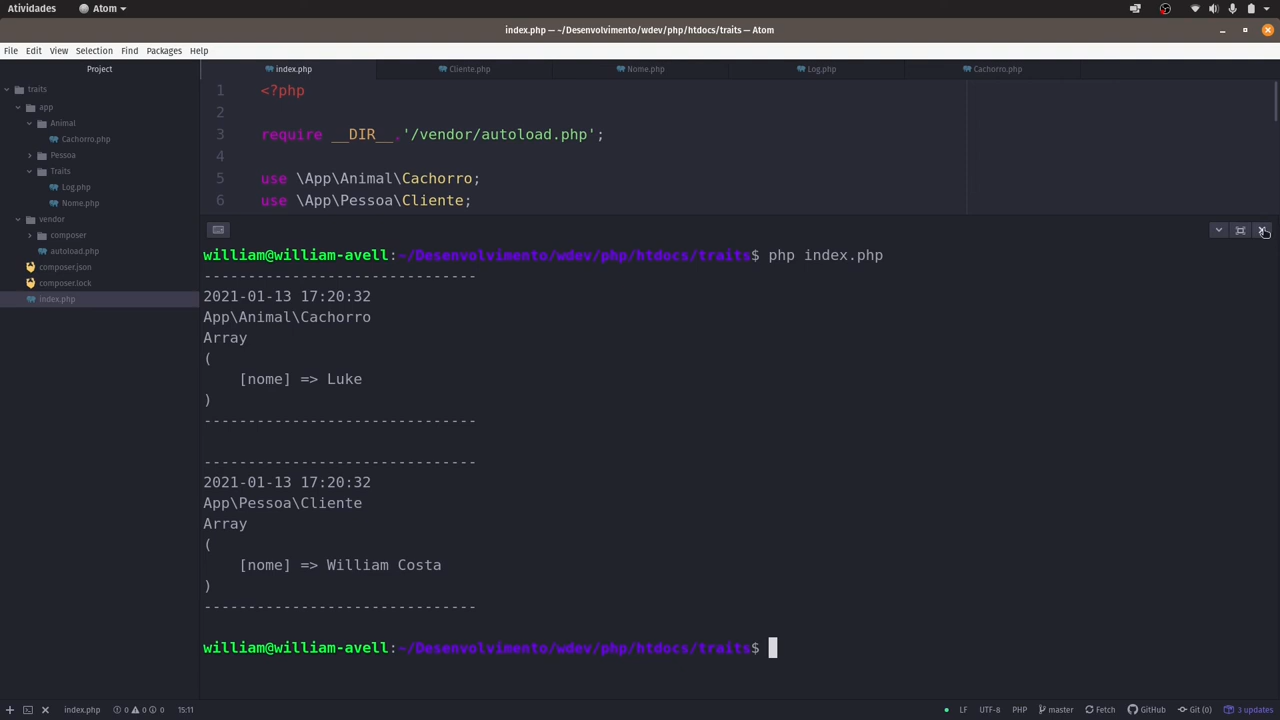 Atividades
Atom
index.php — ~/Desenvolvimento/wdev/php/htdocs/traits — Atom
File Edit View Selection Find Packages Help
Project
index.php
Cliente.php
Nome.php
Log.php
Cachorro.php
traits
app
Animal
Cachorro.php
Pessoa
Traits
Log.php
Nome.php
vendor
composer
autoload.php
composer.json
composer.lock
index.php
1 <?php
2
3 require __DIR__.'/vendor/autoload.php';
4
5 use \App\Animal\Cachorro;
6 use \App\Pessoa\Cliente;
william@william-avell:~/Desenvolvimento/wdev/php/htdocs/traits$ php index.php
-------------------------------
2021-01-13 17:20:32
App\Animal\Cachorro
Array
(
[nome] => Luke
)
-------------------------------
-------------------------------
2021-01-13 17:20:32
App\Pessoa\Cliente
Array
(
[nome] => William Costa
)
-------------------------------
william@william-avell:~/Desenvolvimento/wdev/php/htdocs/traits$
index.php 0 0 0 15:11 LF UTF-8 PHP master Fetch GitHub Git (0) 3 updates